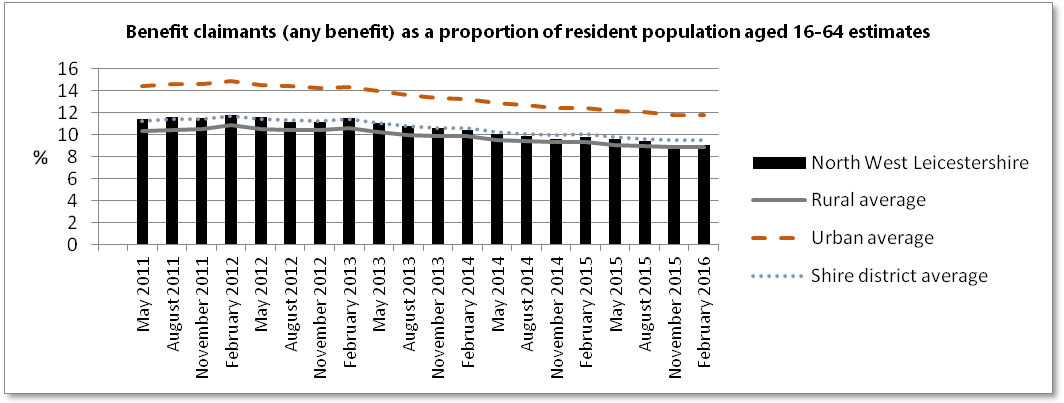 Benefit claimants (any benefit) as a proportion of resident population aged 16-64 estimates
16
14
12
10
8
6
4
2
0
%
May 2011
August 2011
November 2011
February 2012
May 2012
August 2012
November 2012
February 2013
May 2013
August 2013
November 2013
February 2014
May 2014
August 2014
November 2014
February 2015
May 2015
August 2015
November 2015
February 2016
North West Leicestershire
Rural average
Urban average
Shire district average